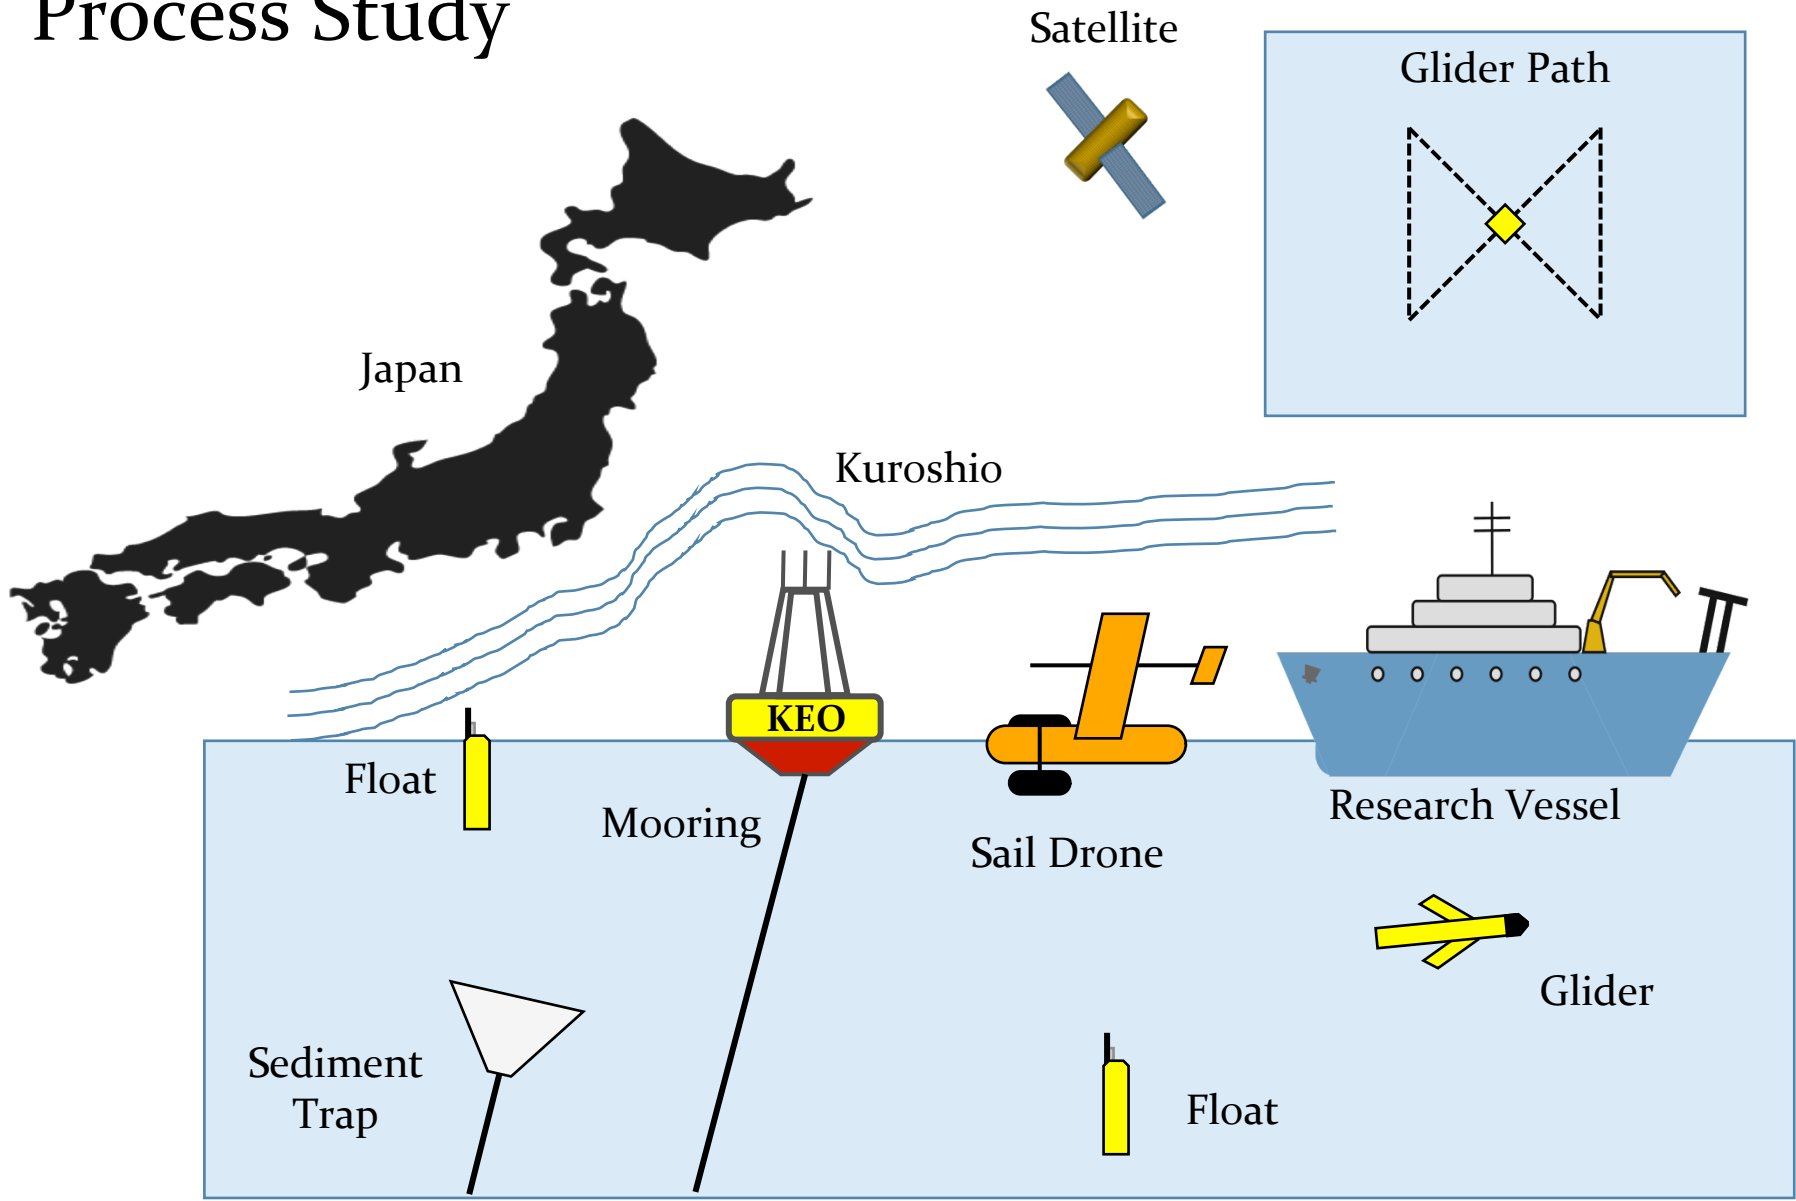 Process Study
Satellite
Glider Path
Japan
Kuroshio
KEO
Float
Mooring
Research Vessel
Sail Drone
Glider
Sediment
Trap
Float